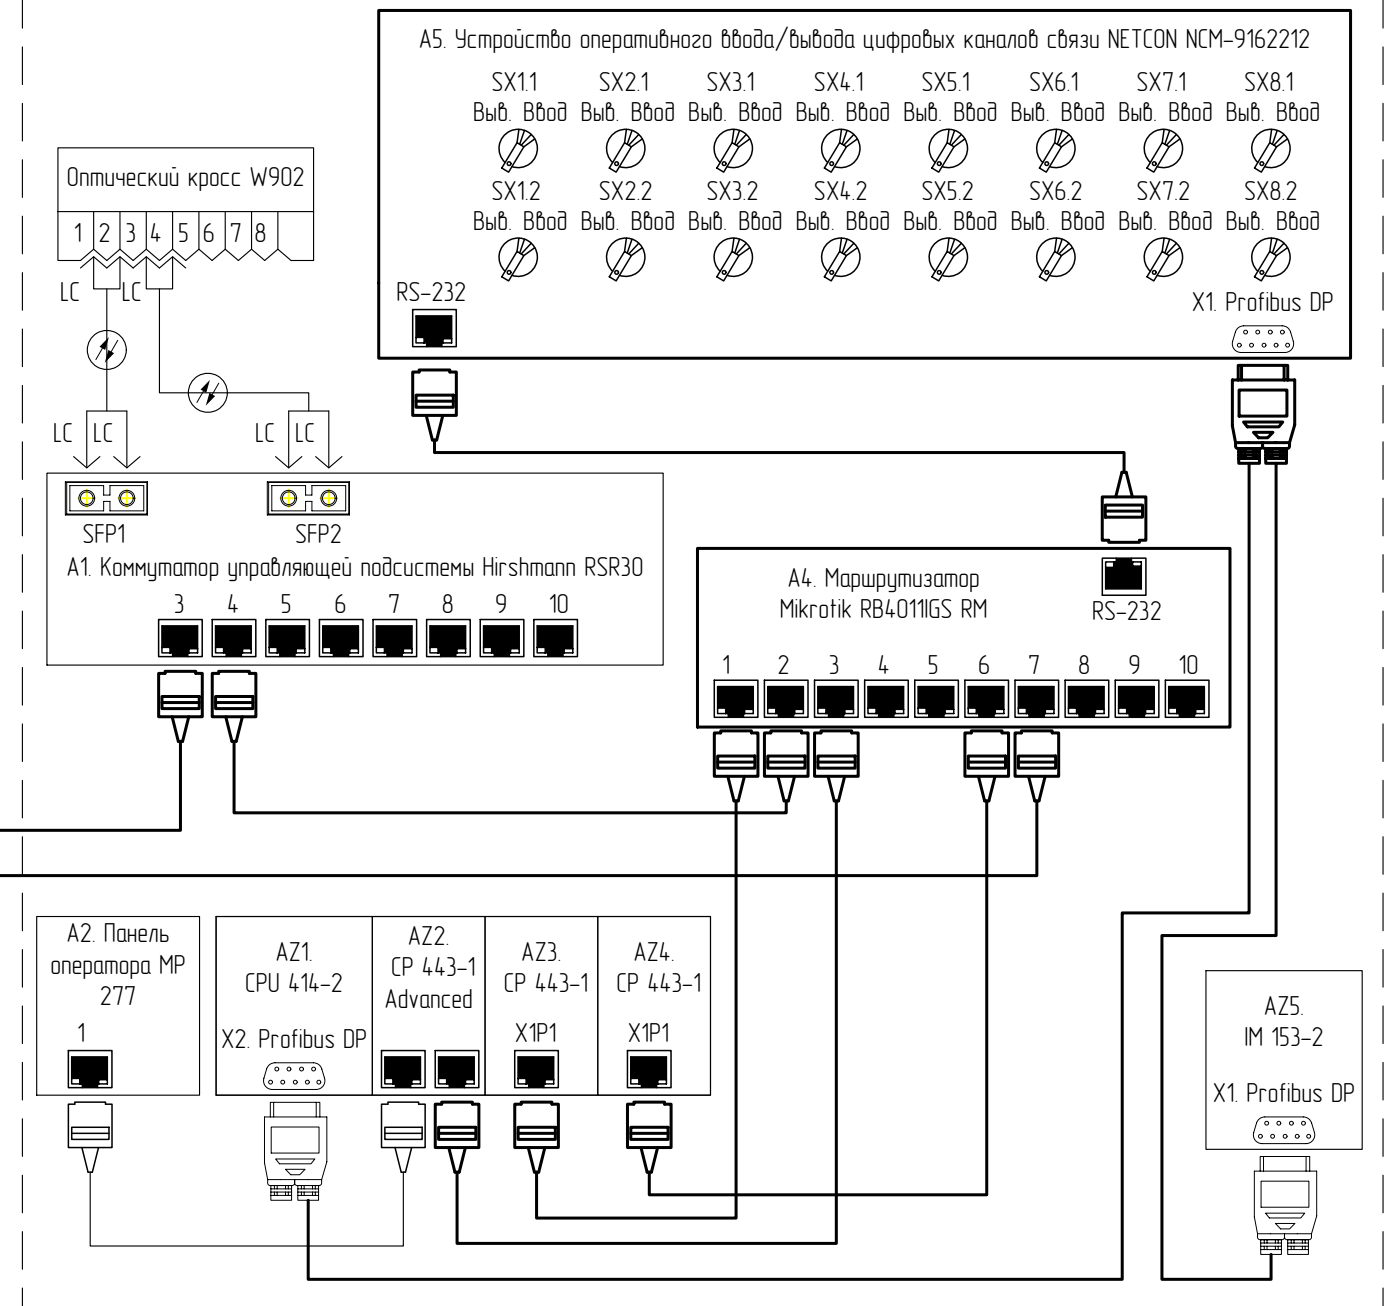 А5. Устройство оперативного ввода/вывода цифровых каналов связи NETCON NCM-9162212
SX1.1 SX2.1 SX3.1 SX4.1 SX5.1 SX6.1 SX7.1 SX8.1
Выв. Ввод Выв. Ввод Выв. Ввод Выв. Ввод Выв. Ввод Выв. Ввод Выв. Ввод Выв. Ввод
SX1.2 SX2.2 SX3.2 SX4.2 SX5.2 SX6.2 SX7.2 SX8.2
Выв. Ввод Выв. Ввод Выв. Ввод Выв. Ввод Выв. Ввод Выв. Ввод Выв. Ввод Выв. Ввод
RS-232
X1. Profibus DP
Оптический кросс W902
1 2 3 4 5 6 7 8
LC LC
LC LC LC LC
SFP1 SFP2
А1. Коммутатор управляющей подсистемы Hirshmann RSR30
3 4 5 6 7 8 9 10
А4. Маршрутизатор
Mikrotik RB4011IGS RM
RS-232
1 2 3 4 5 6 7 8 9 10
А2. Панель
оператора MP
277
1
AZ1.
CPU 414-2
X2. Profibus DP
AZ2.
CP 443-1
Advanced
AZ3.
CP 443-1
X1P1
AZ4.
CP 443-1
X1P1
AZ5.
IM 153-2
X1. Profibus DP